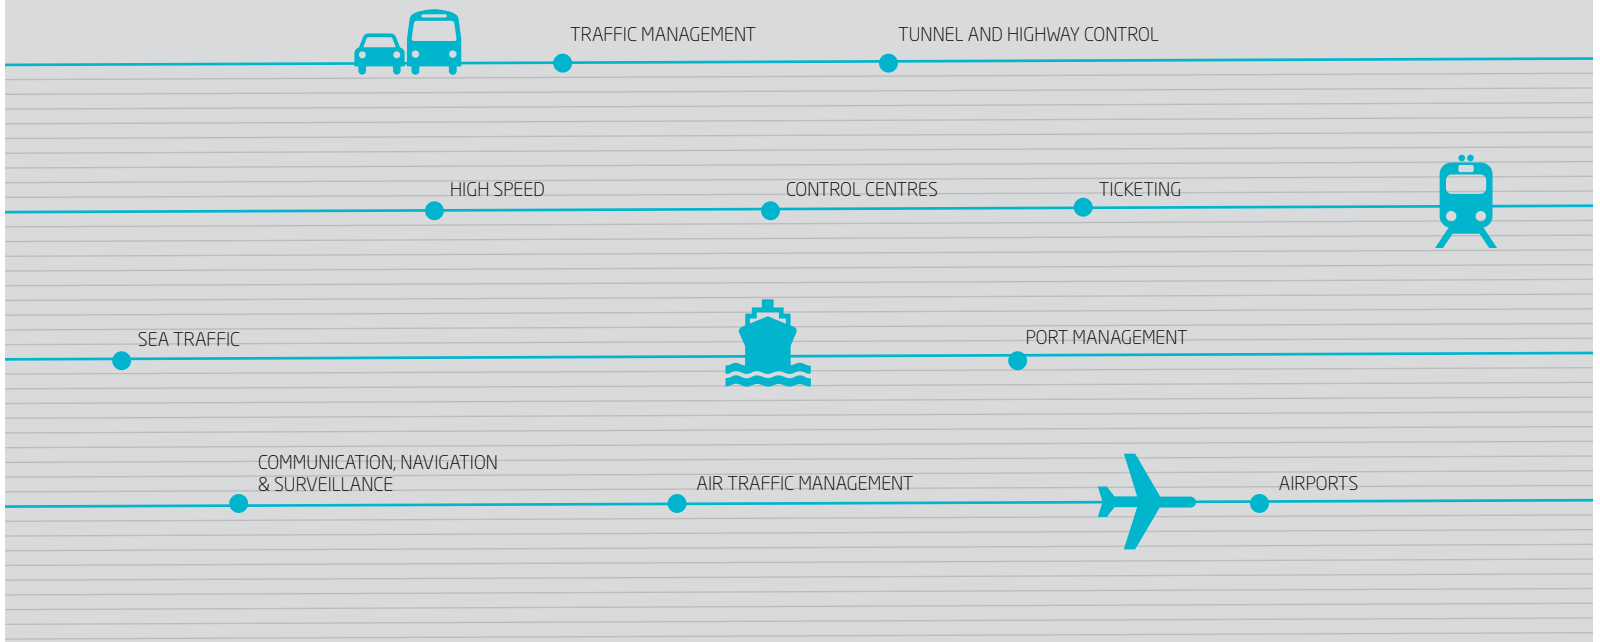 TRAFFIC MANAGEMENT
TUNNEL AND HIGHWAY CONTROL
HIGH SPEED
CONTROL CENTRES
TICKETING
SEA TRAFFIC
PORT MANAGEMENT
COMMUNICATION, NAVIGATION
& SURVEILLANCE
AIR TRAFFIC MANAGEMENT
AIRPORTS